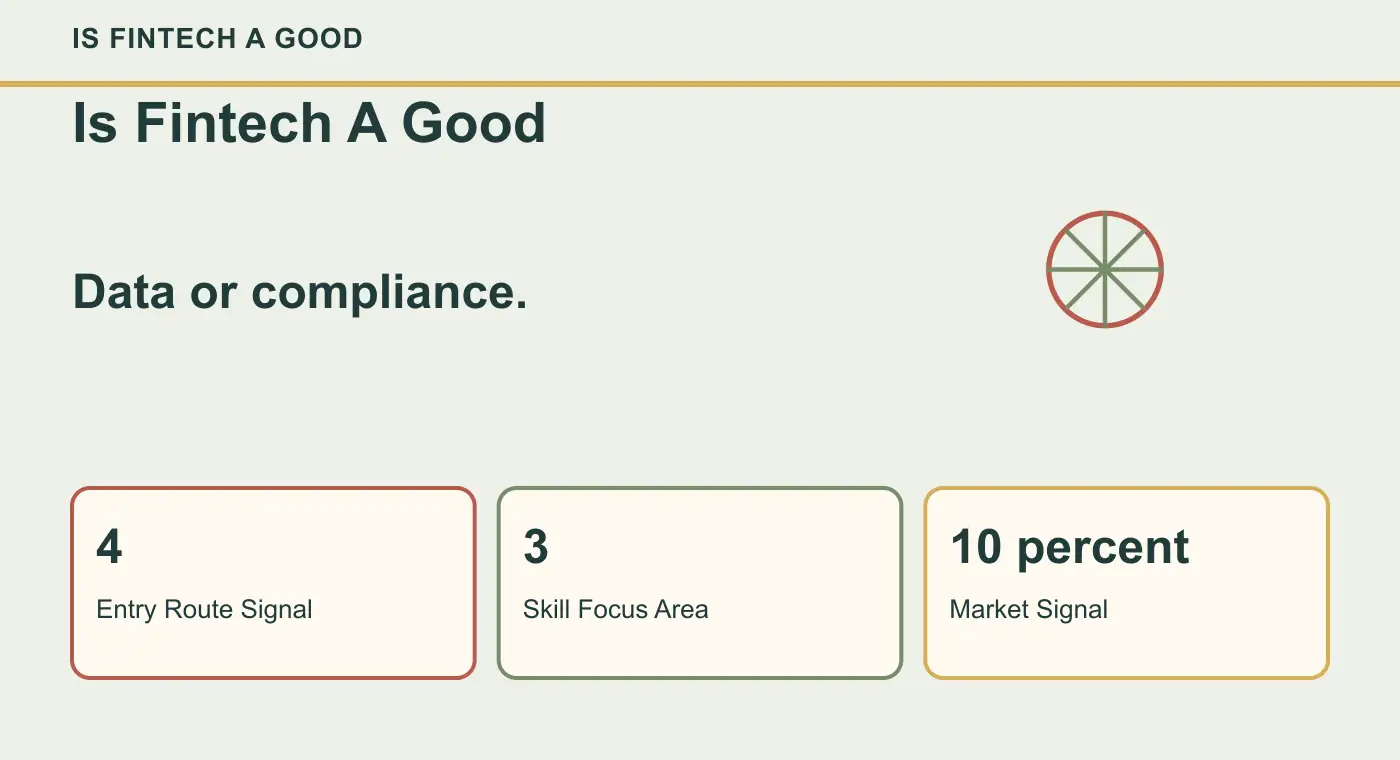 IS FINTECH A GOOD
Is Fintech A Good
Data or compliance.
4
Entry Route Signal
3
Skill Focus Area
10 percent
Market Signal